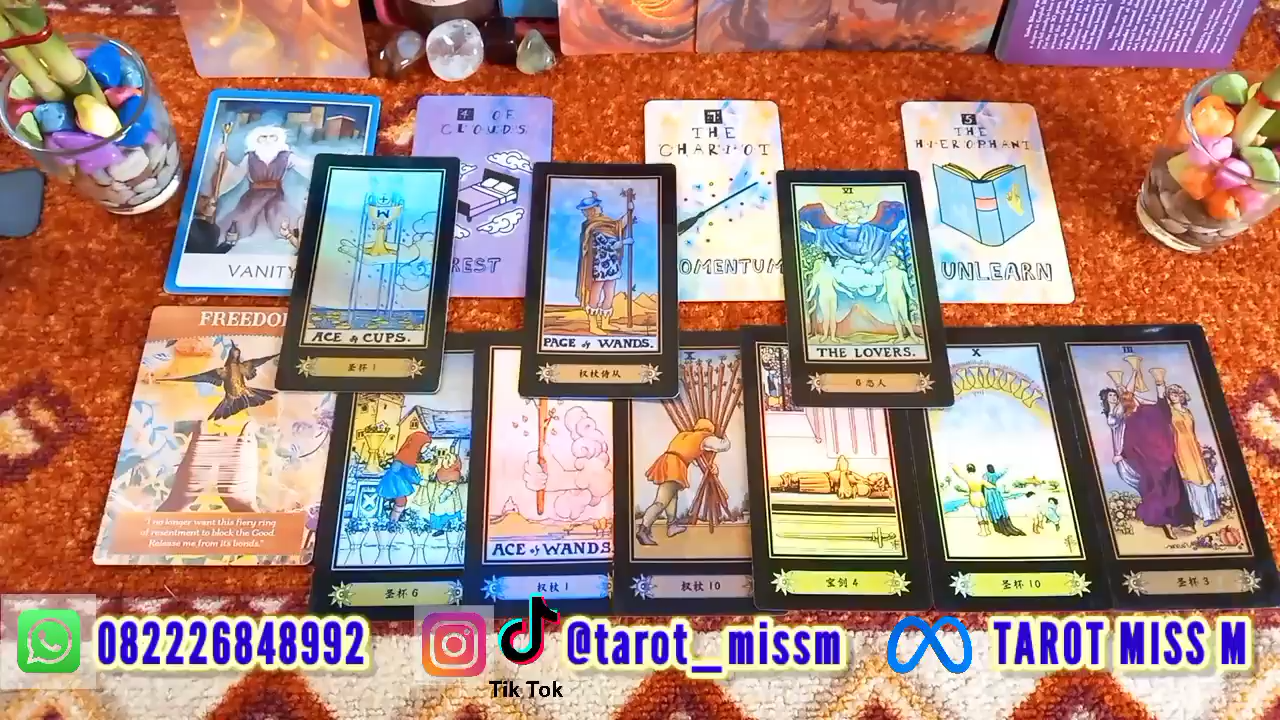 4 OF
CLOUDS
REST
7
THE
CHARIOT
OMENTUM
5
THE
HIEROPHANT
UNLEARN
VANITY
ACE of CUPS.
圣杯 1
PAGE of WANDS.
权杖侍从
VI
THE LOVERS.
6 恋人
FREEDO
"I no longer want this fiery ring
of resentment to block the Good.
Release me from its bonds."
圣杯 6
ACE of WANDS.
权杖 1
X
权杖 10
宝剑 4
X
圣杯 10
III
圣杯 3
082226848992
Tik Tok
@tarot_missm
TAROT MISS M